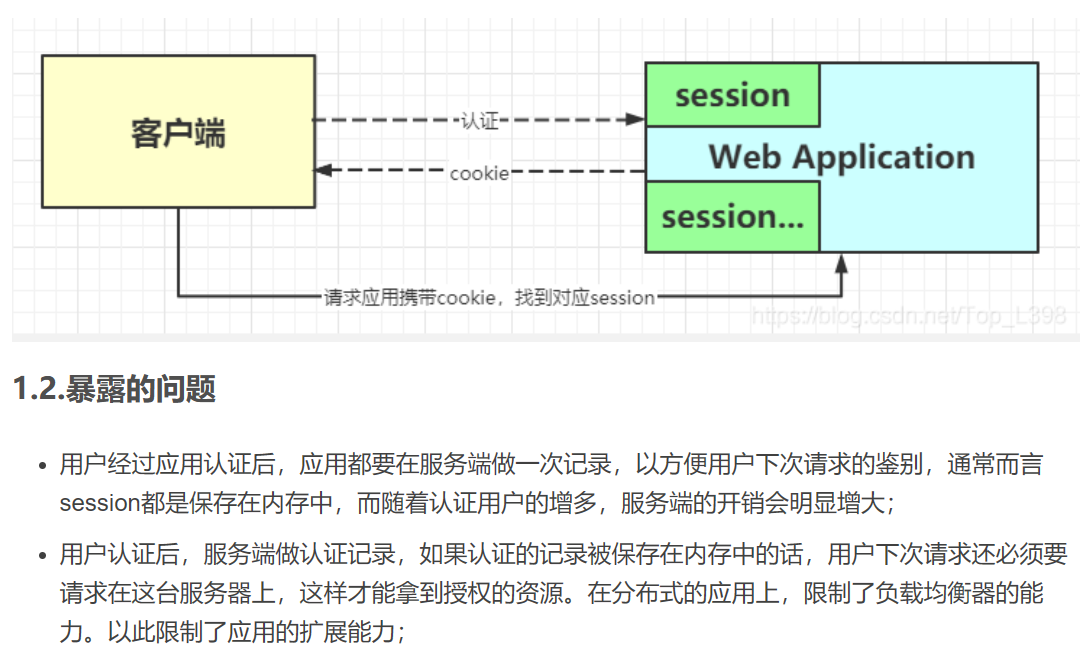 session
客户端
认证
Web Application
cookie
session...
请求应用携带cookie，找到对应session
https://blog.csdn.net/Top_L398
1.2.暴露的问题
用户经过应用认证后，应用都要在服务端做一次记录，以方便用户下次请求的鉴别，通常而言
session都是保存在内存中，而随着认证用户的增多，服务端的开销会明显增大；
用户认证后，服务端做认证记录，如果认证的记录被保存在内存中的话，用户下次请求还必须要
请求在这台服务器上，这样才能拿到授权的资源。在分布式的应用上，限制了负载均衡器的能
力。以此限制了应用的扩展能力；